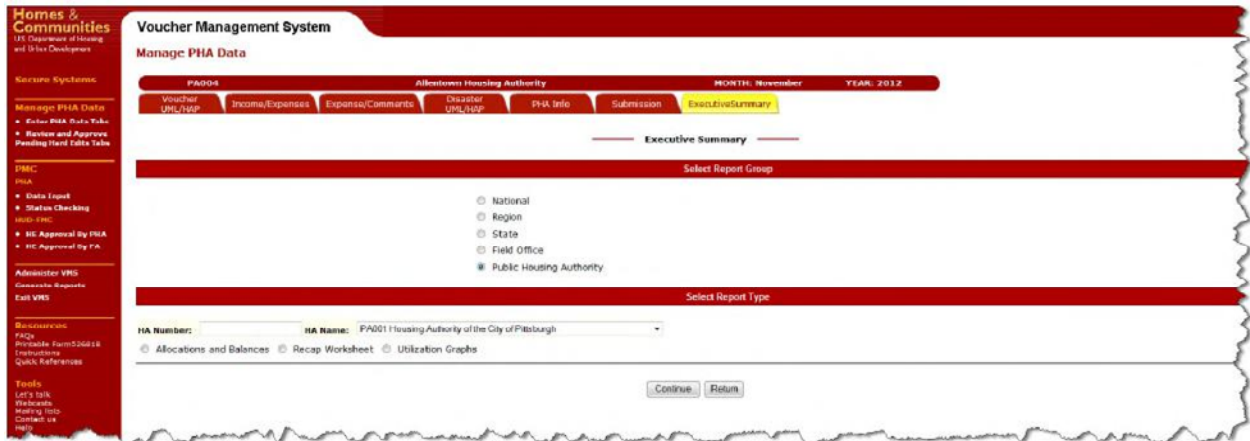 Homes &
Communities
U.S. Department of Housing
and Urban Development
Secure Systems
Manage PHA Data
• Enter PHA Data Tabs
• Review and Approve
Pending Hard Edits Tabs
PMC
PHA
• Data Input
• Status Checking
HUD-FMC
• HE Approval By PHA
• HE Approval By FA
Administer VMS
Generate Reports
Exit VMS
Resources
FAQs
Printable Form52681B
Instructions
Quick References
Tools
Let's talk
Webcasts
Mailing lists
Contact us
Help
Voucher Management System
Manage PHA Data
PA004 Allentown Housing Authority MONTH: November YEAR: 2012
Voucher UML/HAP Income/Expenses Expense/Comments Disaster UML/HAP PHA Info Submission ExecutiveSummary
Executive Summary
Select Report Group
National
Region
State
Field Office
Public Housing Authority
Select Report Type
HA Number: HA Name: PA001 Housing Authority of the City of Pittsburgh
Allocations and Balances Recap Worksheet Utilization Graphs
Continue Return